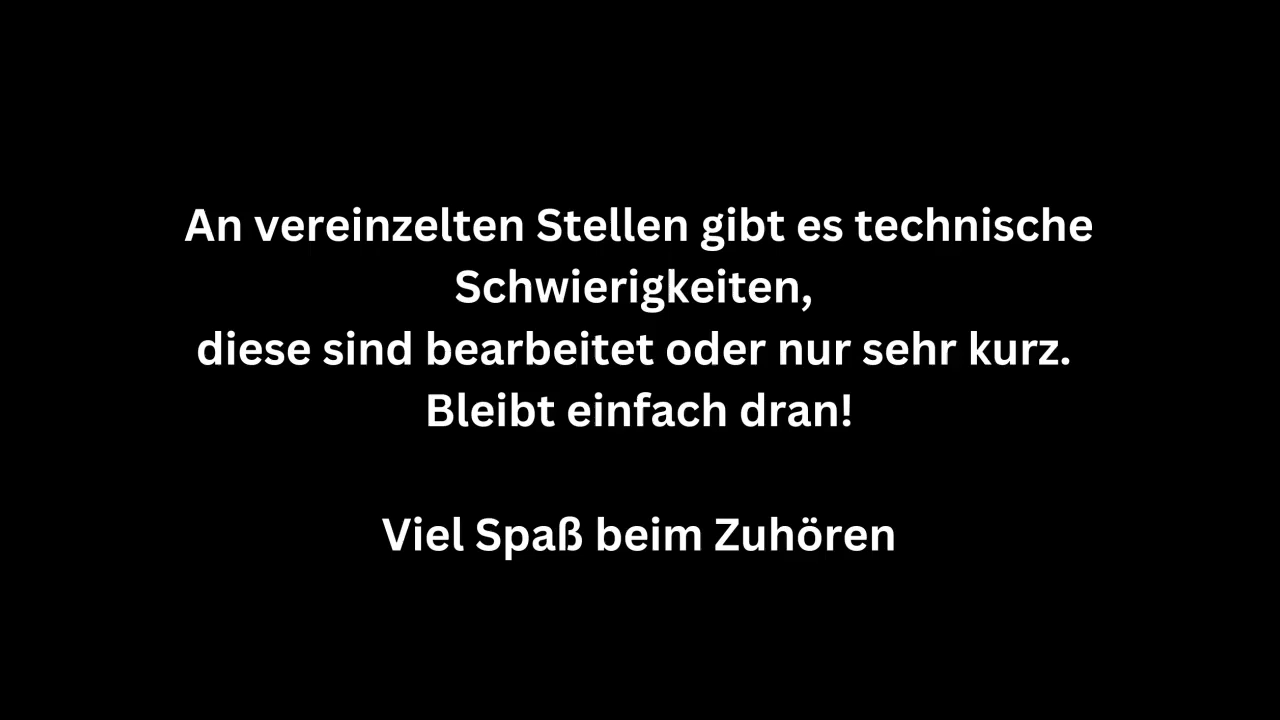 An vereinzelten Stellen gibt es technische
Schwierigkeiten,
diese sind bearbeitet oder nur sehr kurz.
Bleibt einfach dran!
Viel Spaß beim Zuhören